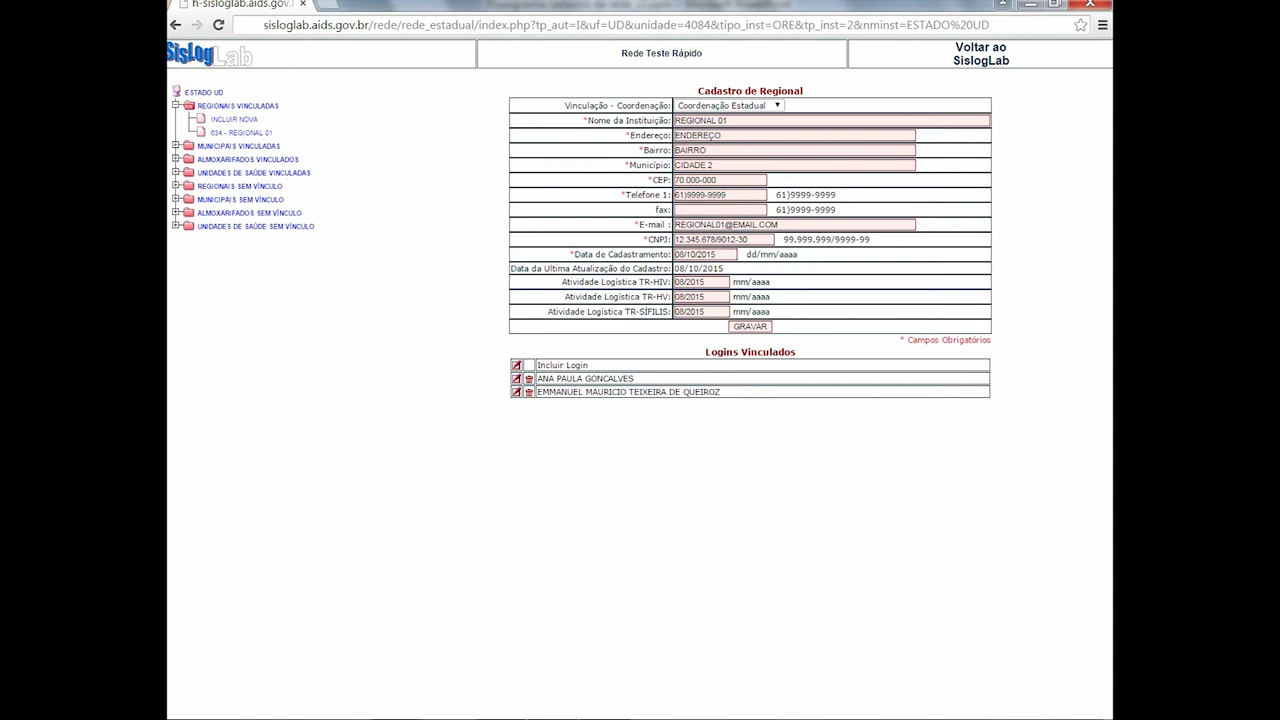 h-sisloglab.aids.gov.
sisloglab.aids.gov.br/rede/rede_estadual/index.php?tp_aut=I&uf=UD&unidade=4084&tipo_inst=ORE&tp_inst=2&nminst=ESTADO%20UD
SisLogLab
Rede Teste Rápido
Voltar ao
SislogLab
ESTADO UD
REGIONAIS VINCULADAS
INCLUIR NOVA
634 - REGIONAL 01
MUNICIPAIS VINCULADAS
ALMOXARIFADOS VINCULADOS
UNIDADES DE SAÚDE VINCULADAS
REGIONAIS SEM VÍNCULO
MUNICIPAIS SEM VÍNCULO
ALMOXARIFADOS SEM VÍNCULO
UNIDADES DE SAÚDE SEM VÍNCULO
Cadastro de Regional
Vinculação - Coordenação: Coordenação Estadual
*Nome da Instituição: REGIONAL 01
*Endereço: ENDEREÇO
*Bairro: BAIRRO
*Município: CIDADE 2
*CEP: 70.000-000
*Telefone 1: 61)9999-9999 61)9999-9999
fax: 61)9999-9999
*E-mail : REGIONAL01@EMAIL.COM
*CNPJ: 12.345.678/9012-30 99.999.999/9999-99
*Data de Cadastramento: 08/10/2015 dd/mm/aaaa
Data da Ultima Atualização do Cadastro: 08/10/2015
Atividade Logística TR-HIV: 08/2015 mm/aaaa
Atividade Logística TR-HV: 08/2015 mm/aaaa
Atividade Logística TR-SÍFILIS: 08/2015 mm/aaaa
GRAVAR
* Campos Obrigatórios
Logins Vinculados
Incluir Login
ANA PAULA GONCALVES
EMMANUEL MAURICIO TEIXEIRA DE QUEIROZ